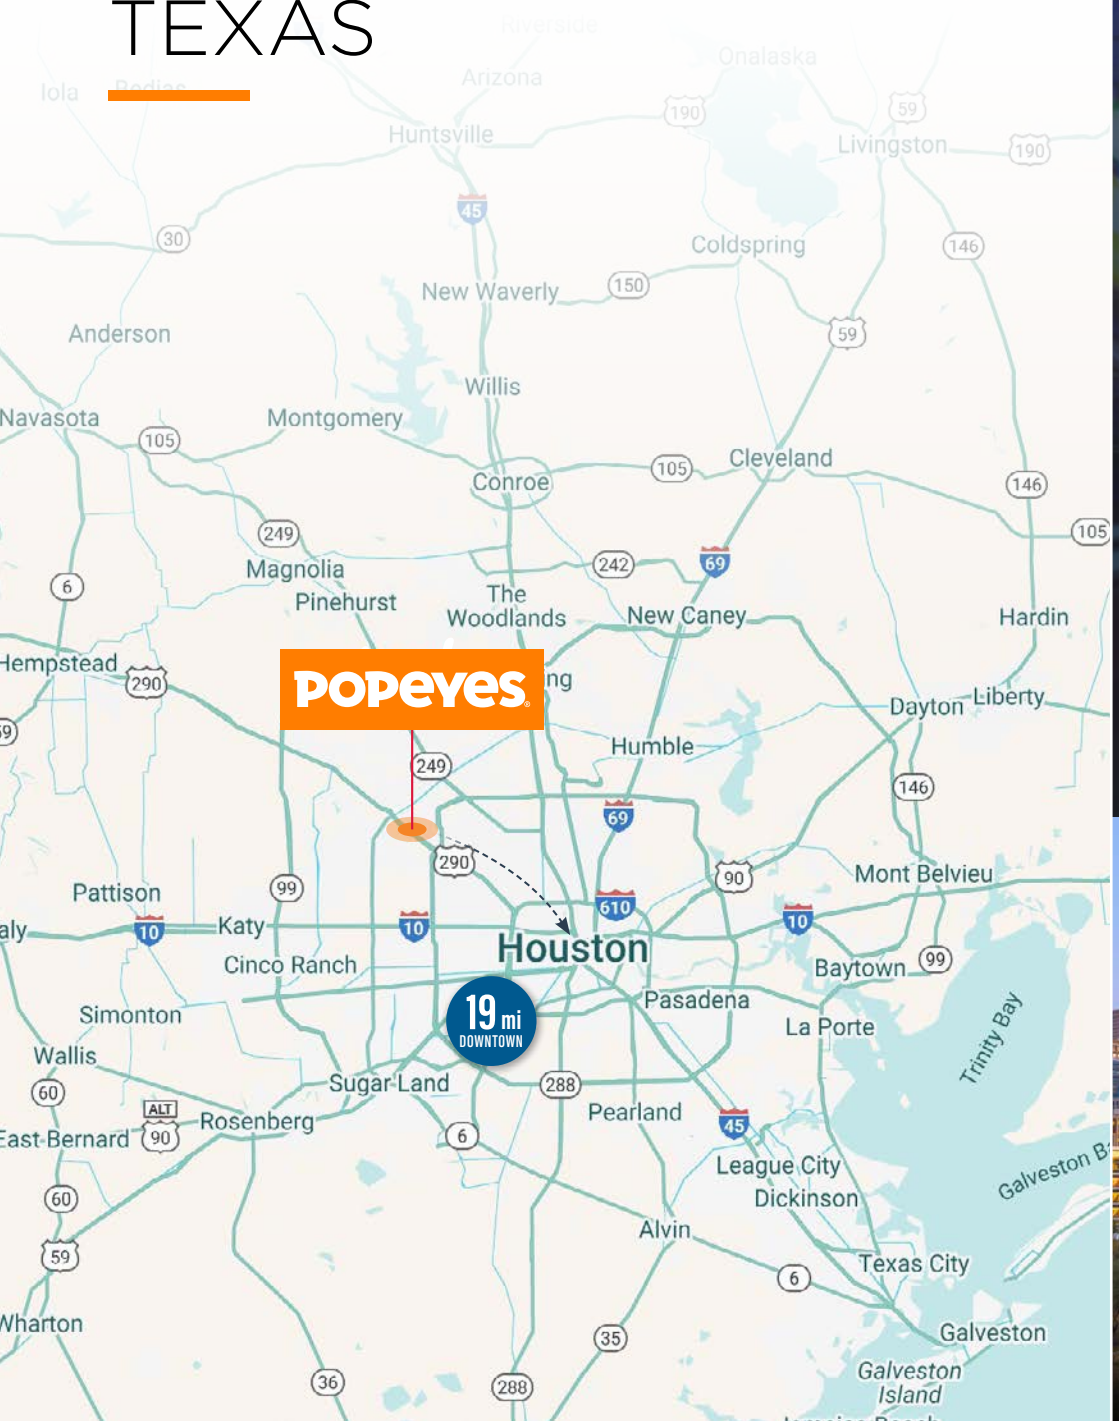 TEXAS
Riverside
Onalaska
Arizona
Iola
Bedias
190
59
Huntsville
Livingston
190
45
30
Coldspring
146
New Waverly
150
Anderson
59
Willis
Navasota
Montgomery
105
Cleveland
105
Conroe
146
249
105
242
69
Magnolia
6
Pinehurst
The
Woodlands
New Caney
Hardin
Hempstead
290
POPEYES®
ing
Liberty
Dayton
59
Humble
249
146
69
290
90
Mont Belvieu
99
Pattison
610
10
Katy
10
10
aly
Houston
99
Cinco Ranch
Baytown
19 mi
DOWNTOWN
Pasadena
Simonton
La Porte
Trinity Bay
Wallis
Sugar Land
288
60
ALT
90
Rosenberg
Pearland
45
East Bernard
6
League City
Galveston B
60
Dickinson
Alvin
59
Texas City
6
Wharton
35
Galveston
Galveston
Island
36
288